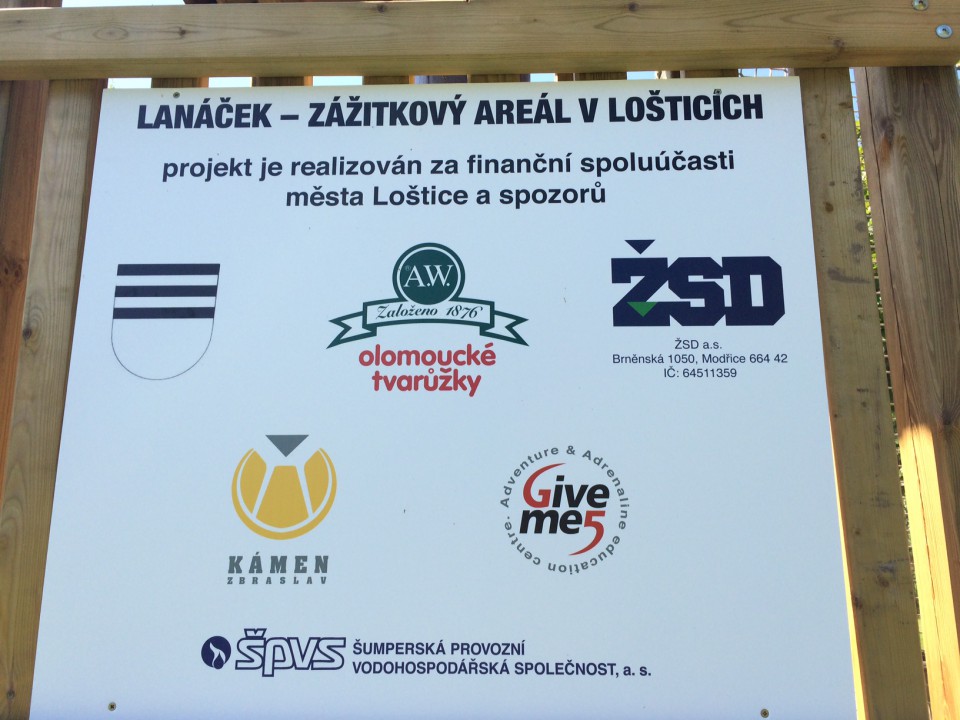 LANÁČEK – ZÁŽITKOVÝ AREÁL V LOŠTICÍCH
projekt je realizován za finanční spoluúčasti
města Loštice a spozorů
A.W.
Založeno 1876
olomoucké
tvarůžky
ŽSD
ŽSD a.s.
Brněnská 1050, Modřice 664 42
IČ: 64511359
KÁMEN
ZBRASLAV
Adventure & Adrenaline education centre.
Give
me5
ŠPVS
ŠUMPERSKÁ PROVOZNÍ
VODOHOSPODÁŘSKÁ SPOLEČNOST, a. s.